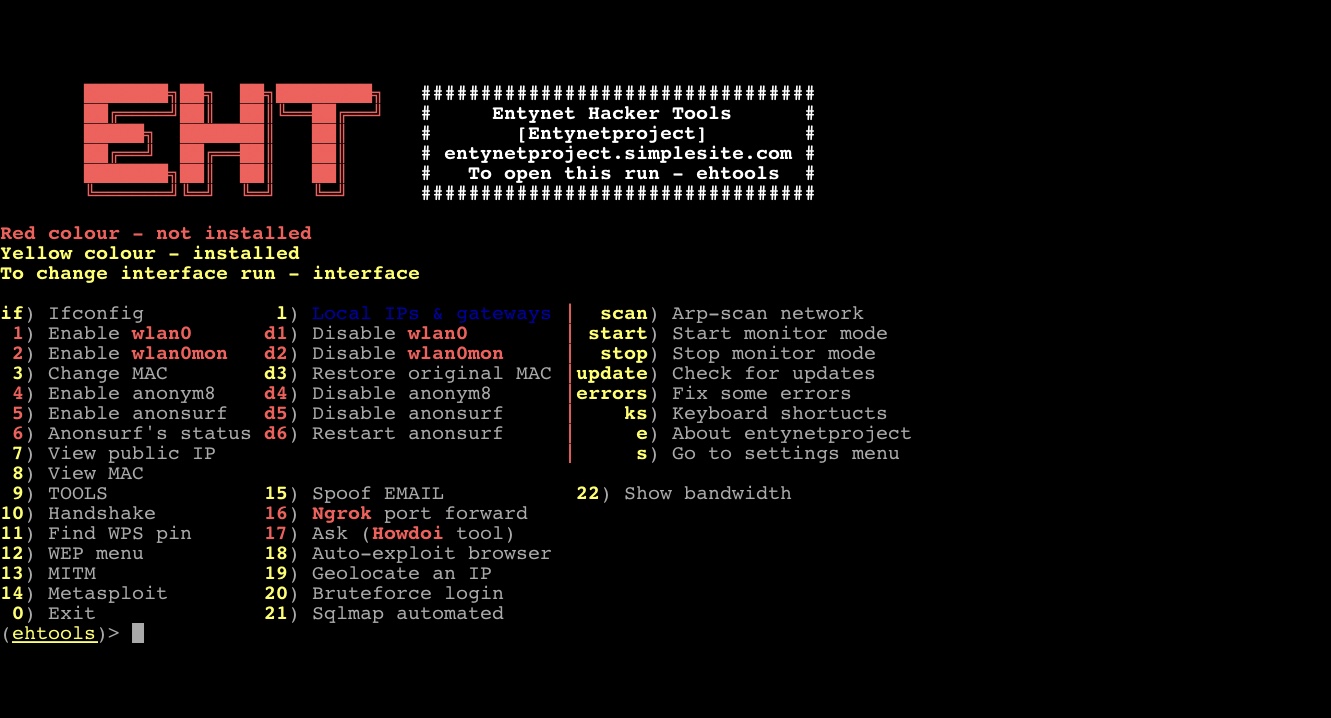 EHT
#################################
# Entynet Hacker Tools #
# [Entynetproject] #
# entynetproject.simplesite.com #
# To open this run - ehtools #
#################################
Red colour - not installed
Yellow colour - installed
To change interface run - interface
if) Ifconfig l) Local IPs & gateways | scan) Arp-scan network
1) Enable wlan0 d1) Disable wlan0 | start) Start monitor mode
2) Enable wlan0mon d2) Disable wlan0mon | stop) Stop monitor mode
3) Change MAC d3) Restore original MAC |update) Check for updates
4) Enable anonym8 d4) Disable anonym8 |errors) Fix some errors
5) Enable anonsurf d5) Disable anonsurf | ks) Keyboard shortucts
6) Anonsurf's status d6) Restart anonsurf | e) About entynetproject
7) View public IP | s) Go to settings menu
8) View MAC
9) TOOLS 15) Spoof EMAIL 22) Show bandwidth
10) Handshake 16) Ngrok port forward
11) Find WPS pin 17) Ask (Howdoi tool)
12) WEP menu 18) Auto-exploit browser
13) MITM 19) Geolocate an IP
14) Metasploit 20) Bruteforce login
0) Exit 21) Sqlmap automated
(ehtools)>